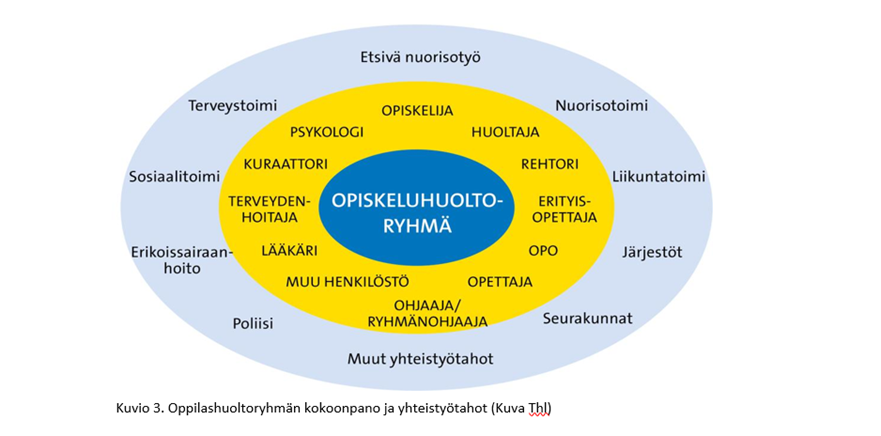 Etsivä nuorisotyö
Terveystoimi
Nuorisotoimi
OPISKELIJA
PSYKOLOGI
HUOLTAJA
KURAATTORI
REHTORI
Sosiaalitoimi
Liikuntatoimi
TERVEYDEN-
HOITAJA
OPISKELUHUOLTO-
RYHMÄ
ERITYIS-
OPETTAJA
Erikoissairaan-
hoito
LÄÄKÄRI
OPO
Järjestöt
MUU HENKILÖSTÖ
OPETTAJA
OHJAAJA/
RYHMÄNOHJAAJA
Poliisi
Seurakunnat
Muut yhteistyötahot
Kuvio 3. Oppilashuoltoryhmän kokoonpano ja yhteistyötahot (Kuva Thl)